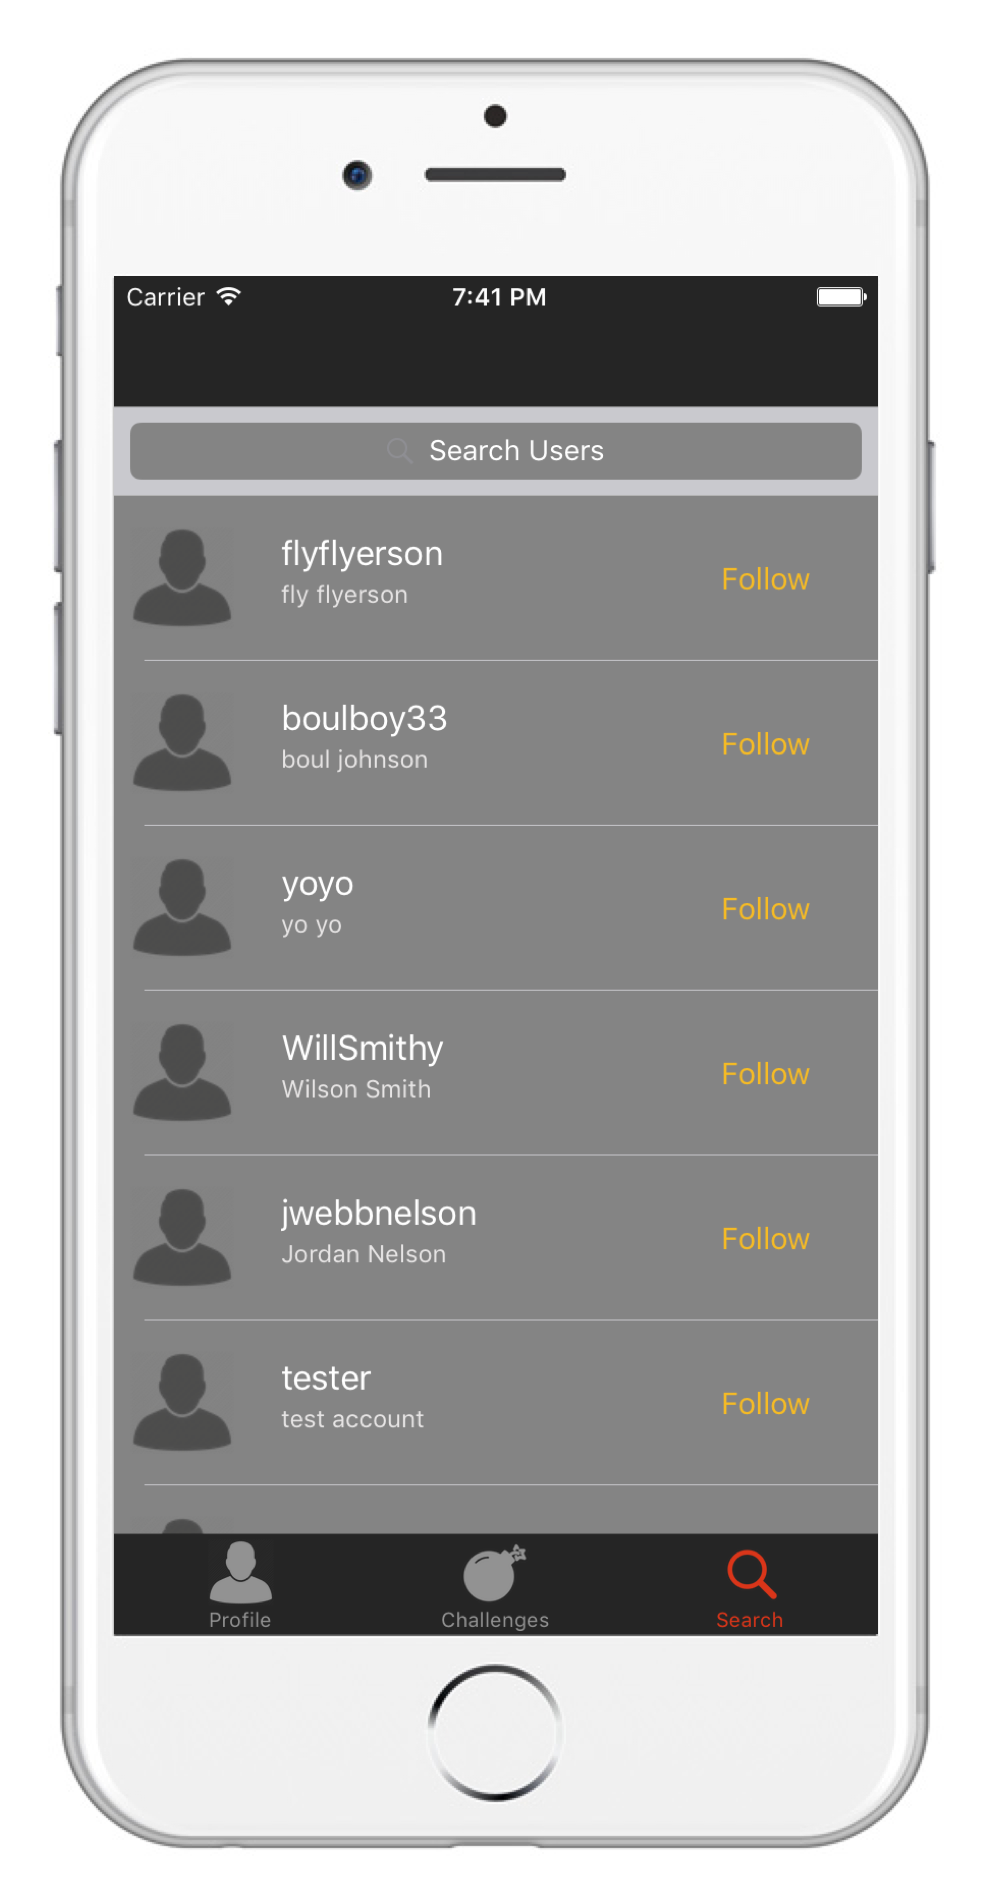 Carrier 7:41 PM
Search Users
flyflyerson
fly flyerson
Follow
boulboy33
boul johnson
Follow
yoyo
yo yo
Follow
WillSmithy
Wilson Smith
Follow
jwebbnelson
Jordan Nelson
Follow
tester
test account
Follow
Profile Challenges Search